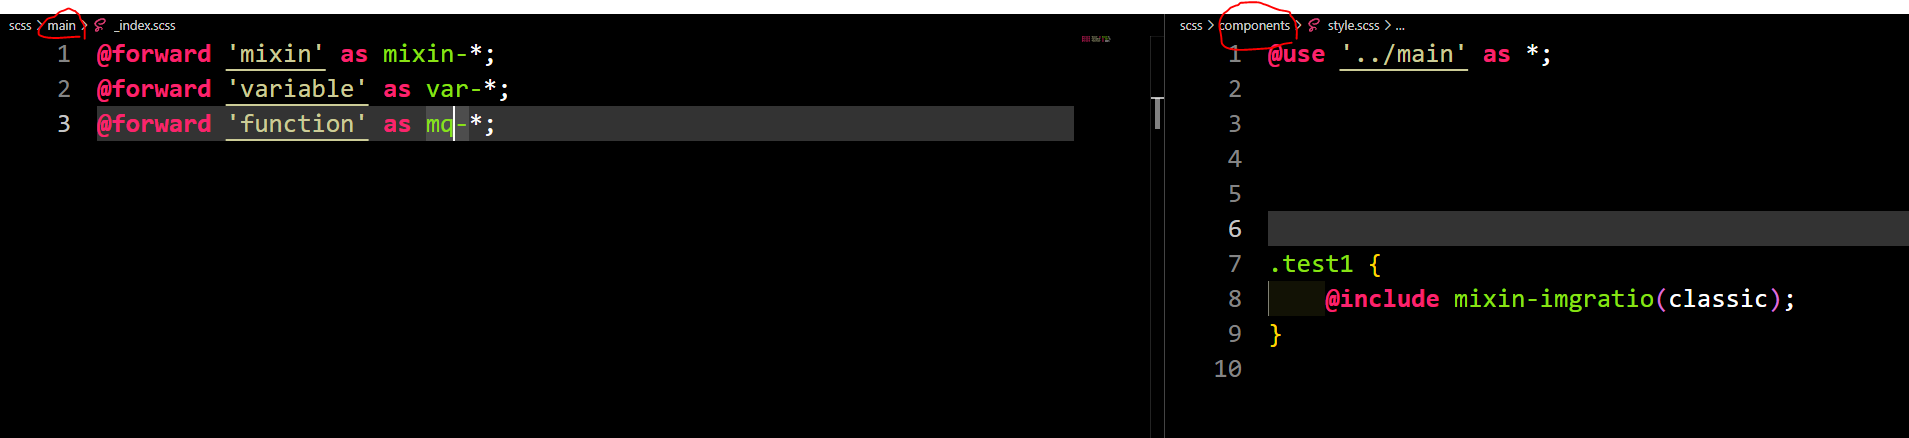 scss > main > _index.scss
1 @forward 'mixin' as mixin-*;
2 @forward 'variable' as var-*;
3 @forward 'function' as mq-*;
scss > components > style.scss > ...
1 @use '../main' as *;
2
3
4
5
6
7 .test1 {
8 @include mixin-imgratio(classic);
9 }
10